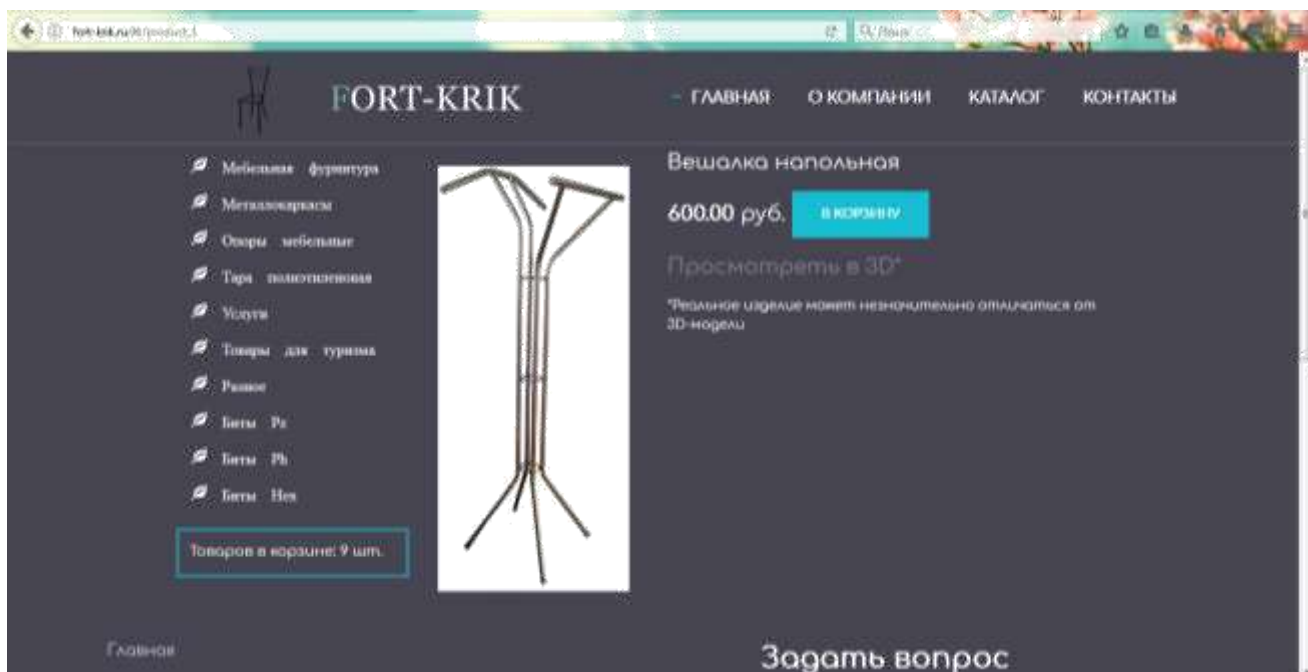 FORT-KRIK
ГЛАВНАЯ О КОМПАНИИ КАТАЛОГ КОНТАКТЫ
Мебельная фурнитура
Металлокаркасы
Опоры мебельные
Тара полиэтиленовая
Услуги
Товары для туризма
Разное
Биты Pz
Биты Ph
Биты Hex
Товаров в корзине: 9 шт.
Вешалка напольная
600.00 руб. В КОРЗИНУ
Просмотреть в 3D*
*Реальное изделие может незначительно отличаться от
3D-модели
Главная
Задать вопрос